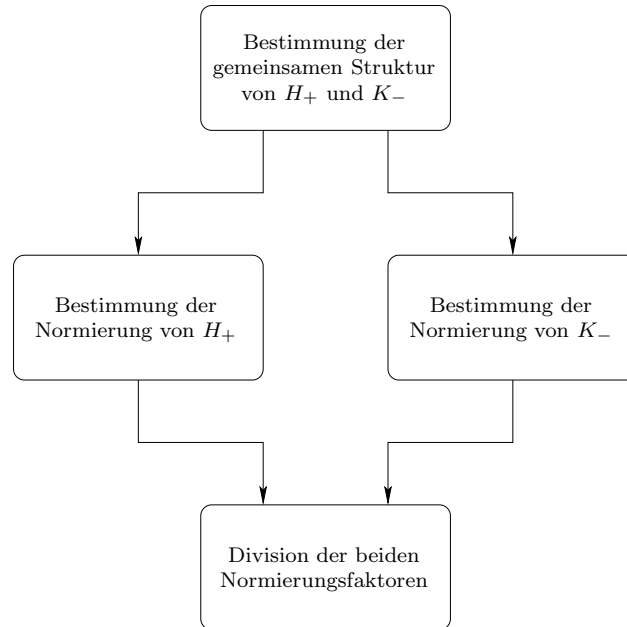 Bestimmung der
gemeinsamen Struktur
von H₊ und K₋
Bestimmung der
Normierung von H₊
Bestimmung der
Normierung von K₋
Division der beiden
Normierungsfaktoren